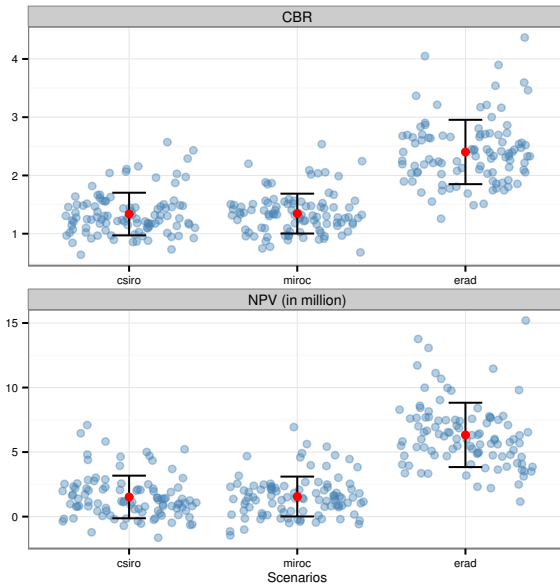 CBR
4
3
2
1
csiro miroc erad
NPV (in million)
15
10
5
0
csiro miroc erad
Scenarios